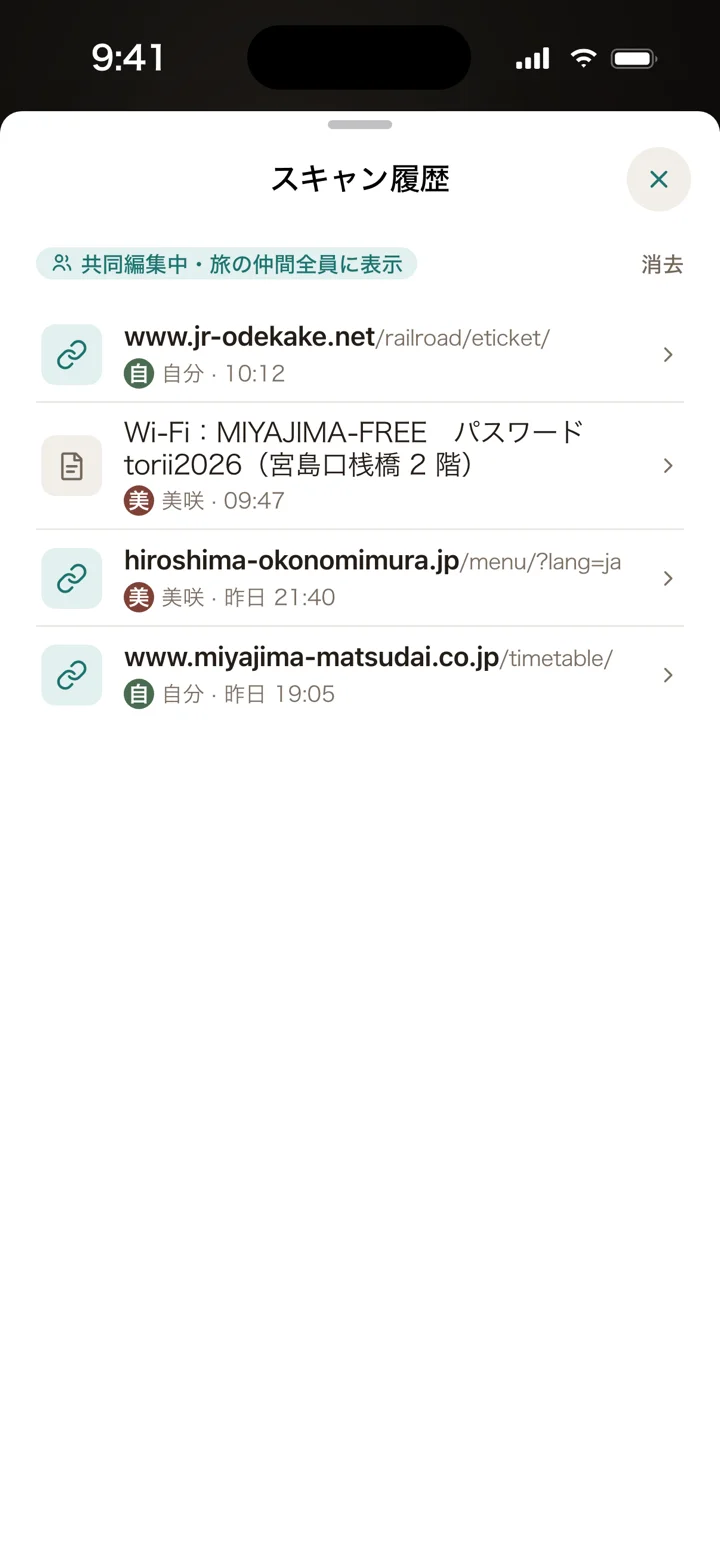 9:41
スキャン履歴
共同編集中・旅の仲間全員に表示
消去
www.jr-odekake.net/railroad/eticket/
自 自分 · 10:12
Wi-Fi：MIYAJIMA-FREE　パスワード
torii2026（宮島口桟橋 2 階）
美 美咲 · 09:47
hiroshima-okonomimura.jp/menu/?lang=ja
美 美咲 · 昨日 21:40
www.miyajima-matsudai.co.jp/timetable/
自 自分 · 昨日 19:05